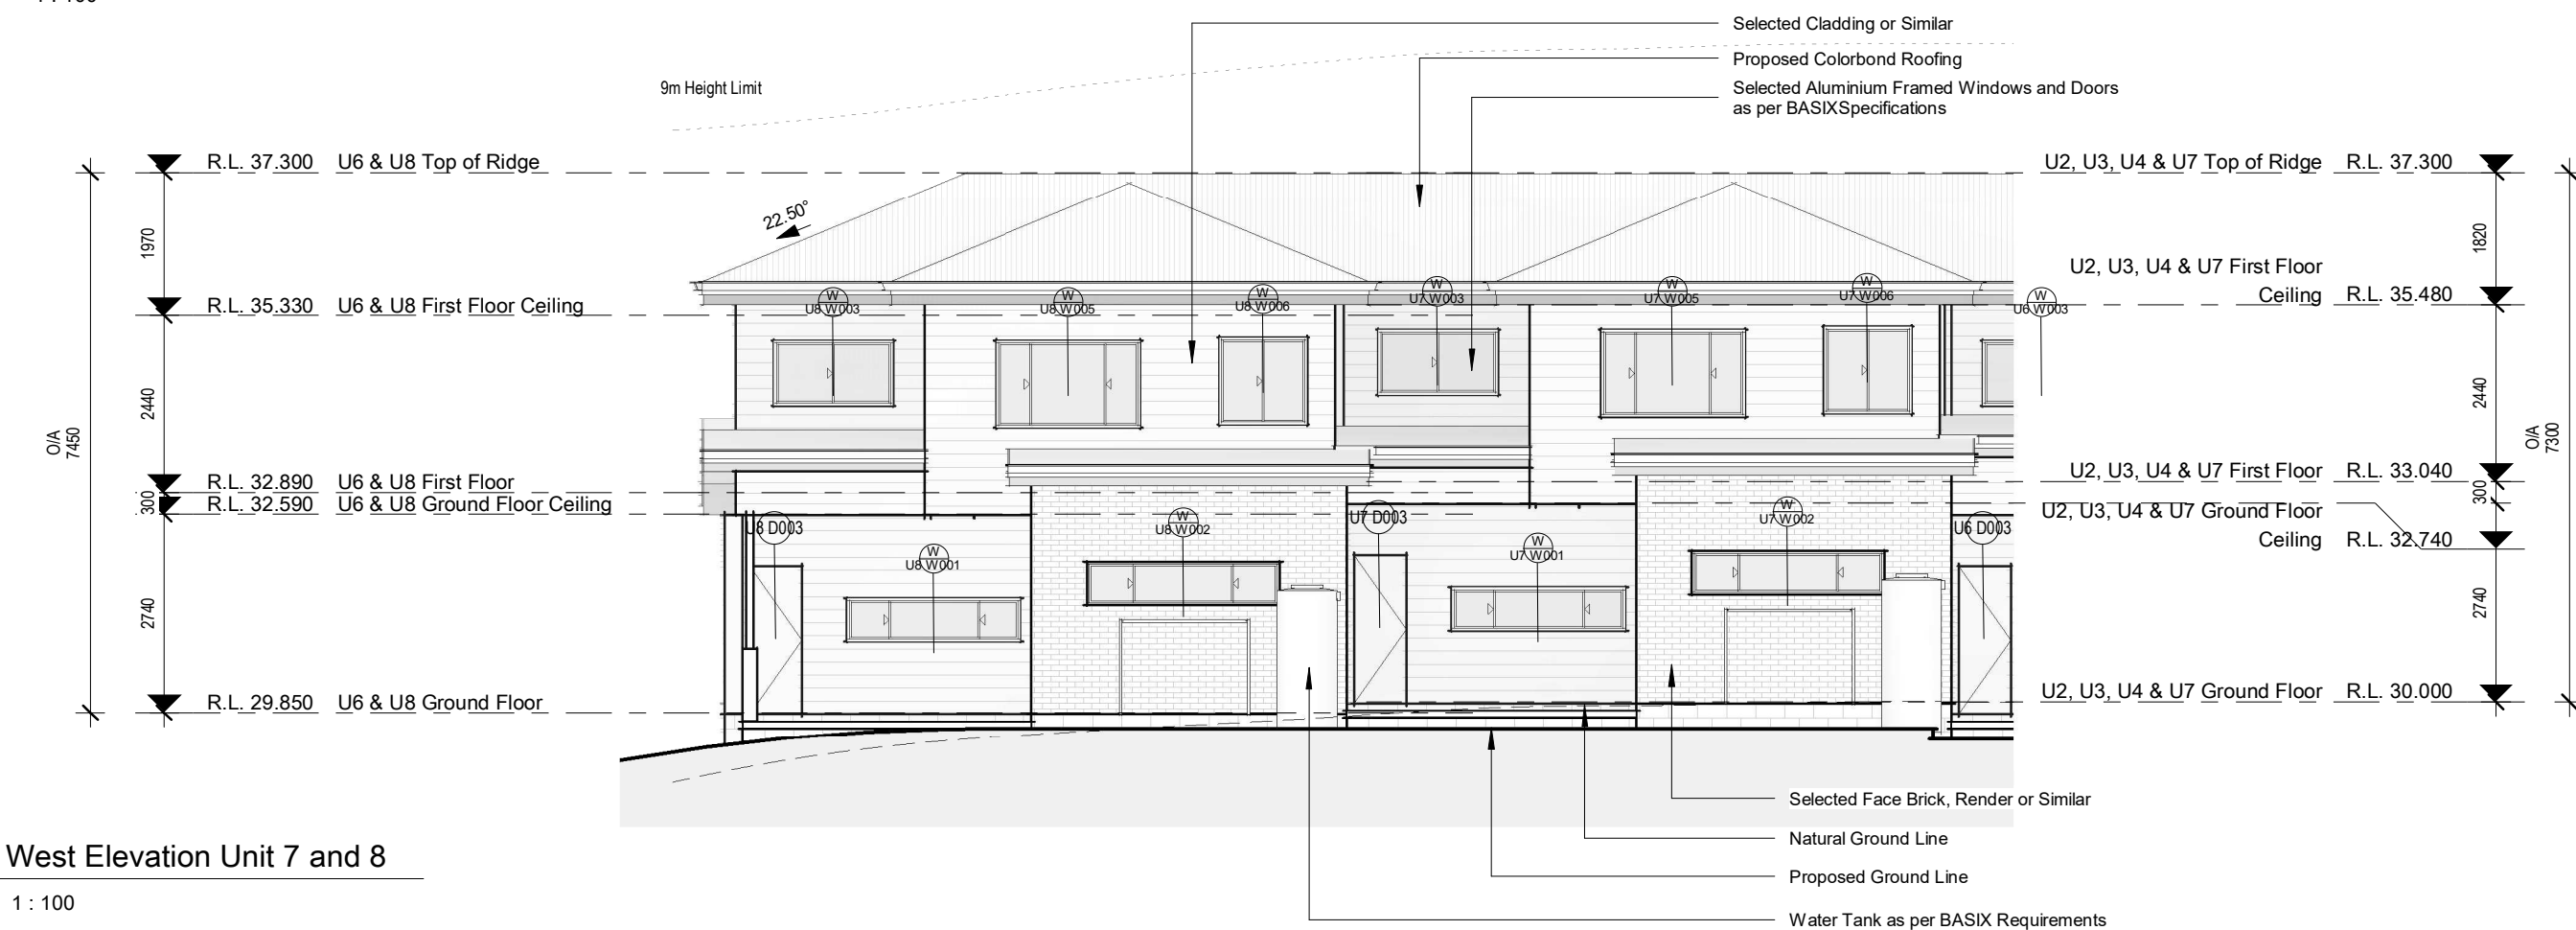 Selected Cladding or Similar
Proposed Colorbond Roofing
9m Height Limit
Selected Aluminium Framed Windows and Doors
as per BASIXSpecifications
R.L. 37.300 U6 & U8 Top of Ridge
U2, U3, U4 & U7 Top of Ridge R.L. 37.300
22.50°
1970
1820
U2, U3, U4 & U7 First Floor
Ceiling R.L. 35.480
R.L. 35.330 U6 & U8 First Floor Ceiling
W
U8 W003
W
U8 W005
W
U8 W006
W
U7 W003
W
U7 W005
W
U7 W006
W
U6 W003
2440
2440
O/A
7450
O/A
7300
R.L. 32.890 U6 & U8 First Floor
U2, U3, U4 & U7 First Floor R.L. 33.040
300
300
R.L. 32.590 U6 & U8 Ground Floor Ceiling
U2, U3, U4 & U7 Ground Floor
Ceiling R.L. 32.740
U8 D003
W
U8 W001
W
U8 W002
U7 D003
W
U7 W001
W
U7 W002
U6 D003
2740
2740
R.L. 29.850 U6 & U8 Ground Floor
U2, U3, U4 & U7 Ground Floor R.L. 30.000
Selected Face Brick, Render or Similar
Natural Ground Line
Proposed Ground Line
Water Tank as per BASIX Requirements
West Elevation Unit 7 and 8
1 : 100